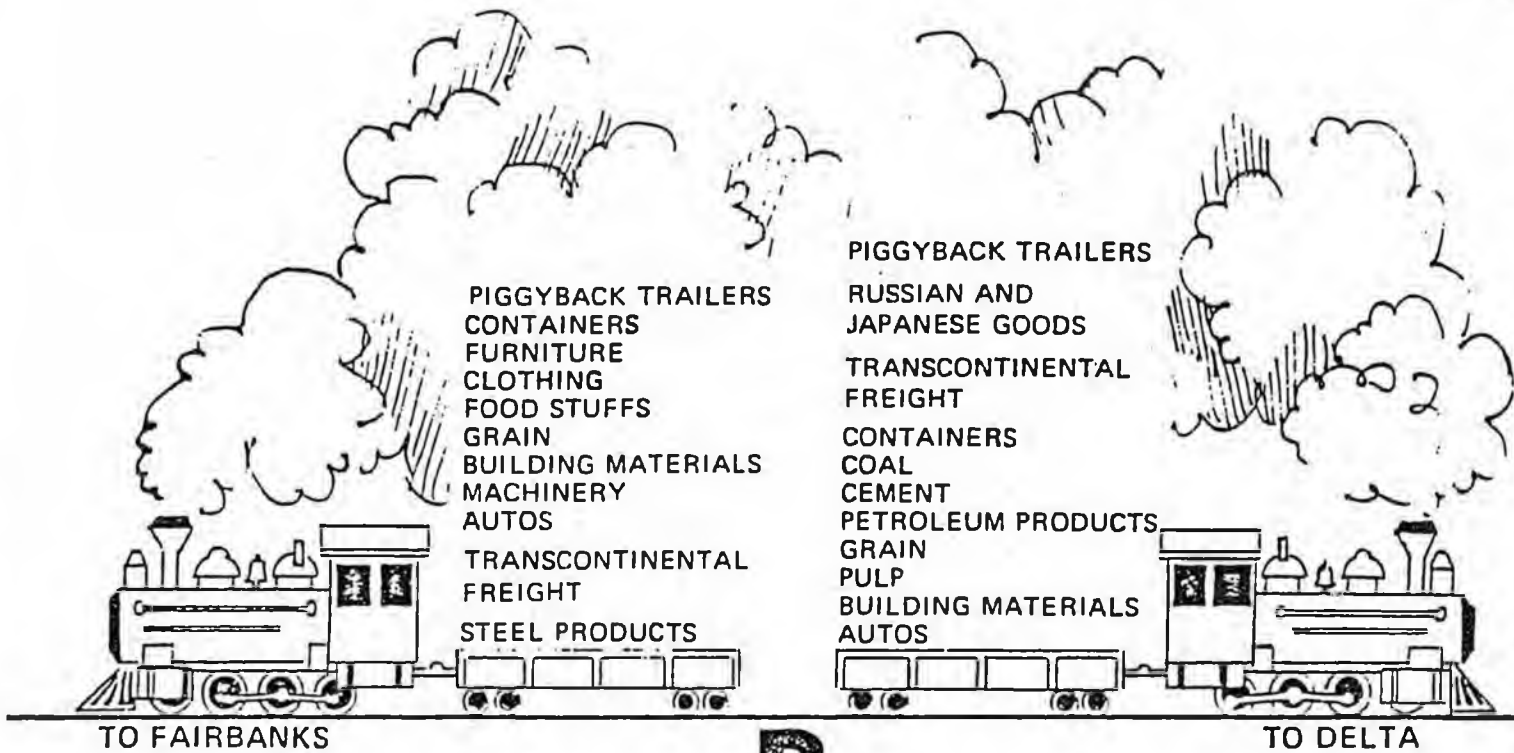 PIGGYBACK TRAILERS
CONTAINERS
FURNITURE
CLOTHING
FOOD STUFFS
GRAIN
BUILDING MATERIALS
MACHINERY
AUTOS
TRANSCONTINENTAL
FREIGHT
STEEL PRODUCTS
PIGGYBACK TRAILERS
RUSSIAN AND
JAPANESE GOODS
TRANSCONTINENTAL
FREIGHT
CONTAINERS
COAL
CEMENT
PETROLEUM PRODUCTS
GRAIN
PULP
BUILDING MATERIALS
AUTOS
TO FAIRBANKS
TO DELTA